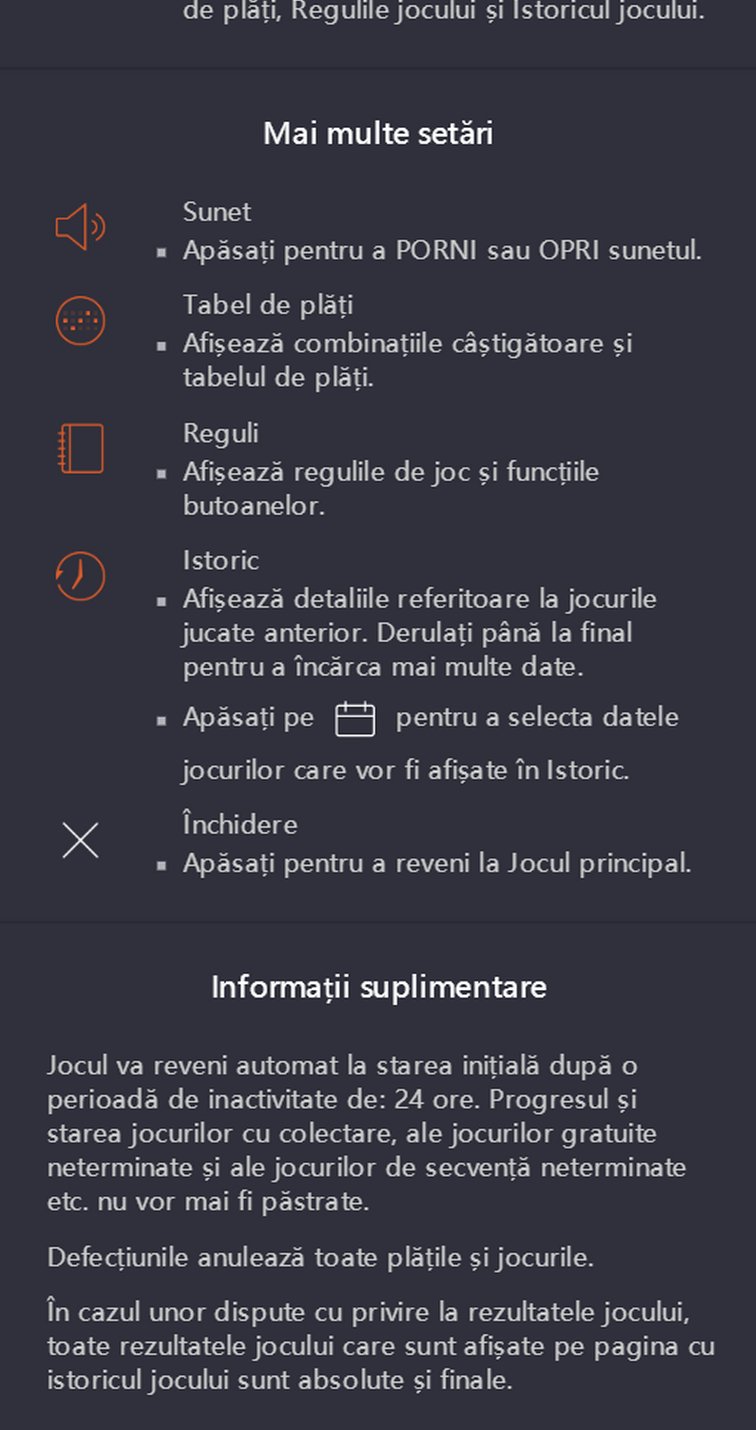 de plăți, Regulile jocului și Istoricul jocului.
Mai multe setări
Sunet
▪ Apăsați pentru a PORNI sau OPRI sunetul.
Tabel de plăți
▪ Afișează combinațiile câștigătoare și
tabelul de plăți.
Reguli
▪ Afișează regulile de joc și funcțiile
butoanelor.
Istoric
▪ Afișează detaliile referitoare la jocurile
jucate anterior. Derulați până la final
pentru a încărca mai multe date.
▪ Apăsați pe pentru a selecta datele
jocurilor care vor fi afișate în Istoric.
Închidere
▪ Apăsați pentru a reveni la Jocul principal.
Informații suplimentare
Jocul va reveni automat la starea inițială după o
perioadă de inactivitate de: 24 ore. Progresul și
starea jocurilor cu colectare, ale jocurilor gratuite
neterminate și ale jocurilor de secvență neterminate
etc. nu vor mai fi păstrate.
Defecțiunile anulează toate plățile și jocurile.
În cazul unor dispute cu privire la rezultatele jocului,
toate rezultatele jocului care sunt afișate pe pagina cu
istoricul jocului sunt absolute și finale.